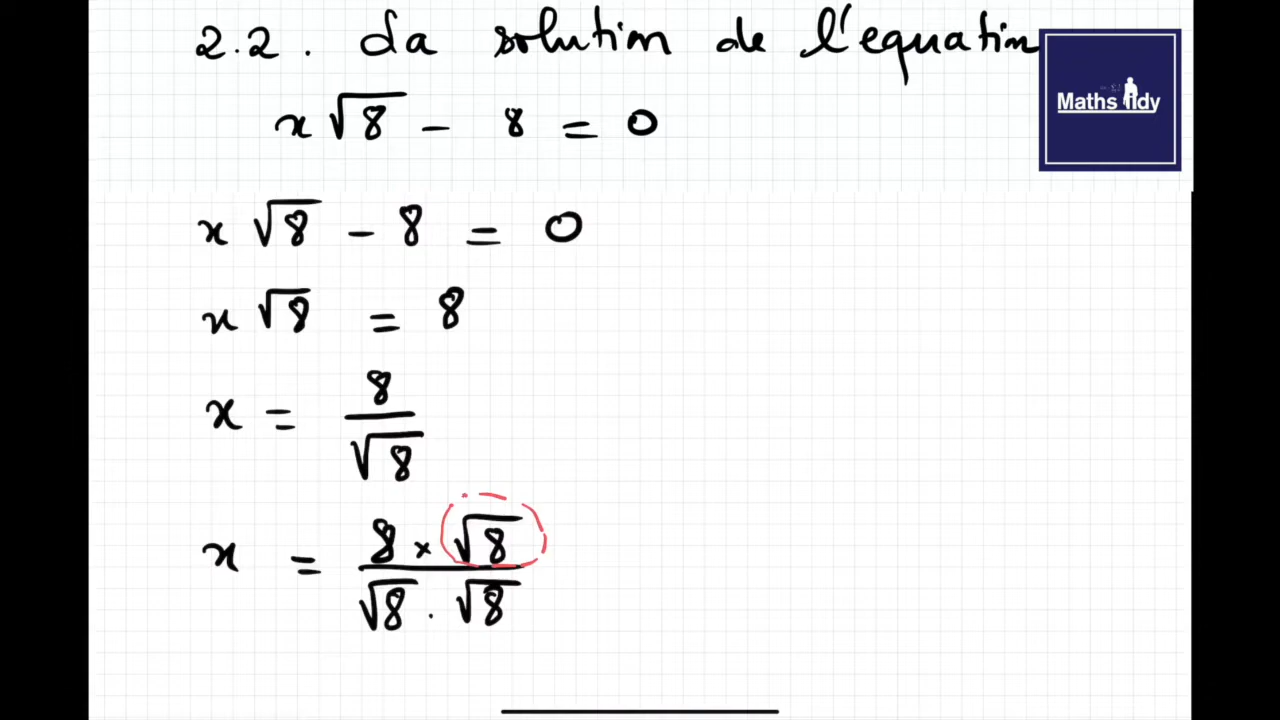 2.2. La solution de l'equation
x √8 - 8 = 0
Maths tidy
x √8 - 8 = 0
x √8 = 8
x = 8 / √8
x = 8 × √8 / √8 . √8